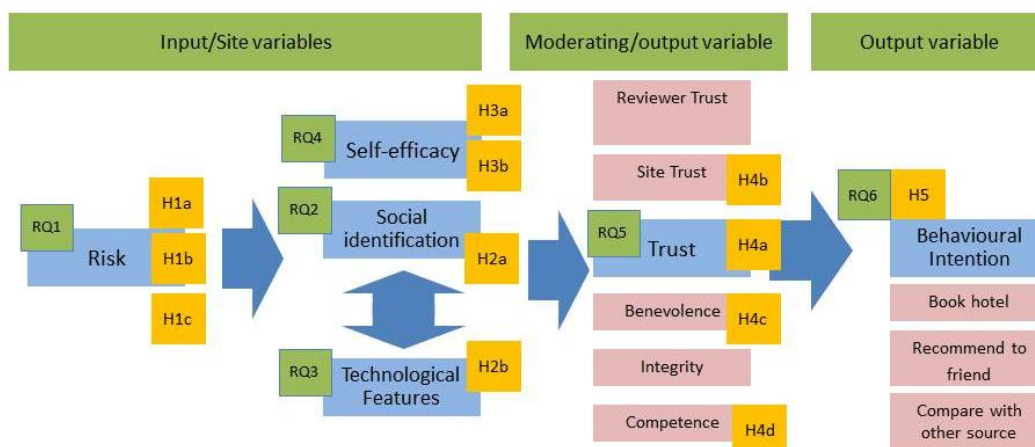 Input/Site variables
Moderating/output variable
Output variable
RQ1
Risk
H1a
H1b
H1c
RQ4
Self-efficacy
H3a
H3b
RQ2
Social
identification
H2a
RQ3
Technological
Features
H2b
Reviewer Trust
Site Trust
H4b
RQ5
Trust
H4a
Benevolence
H4c
Integrity
Competence
H4d
RQ6
H5
Behavioural
Intention
Book hotel
Recommend to
friend
Compare with
other source